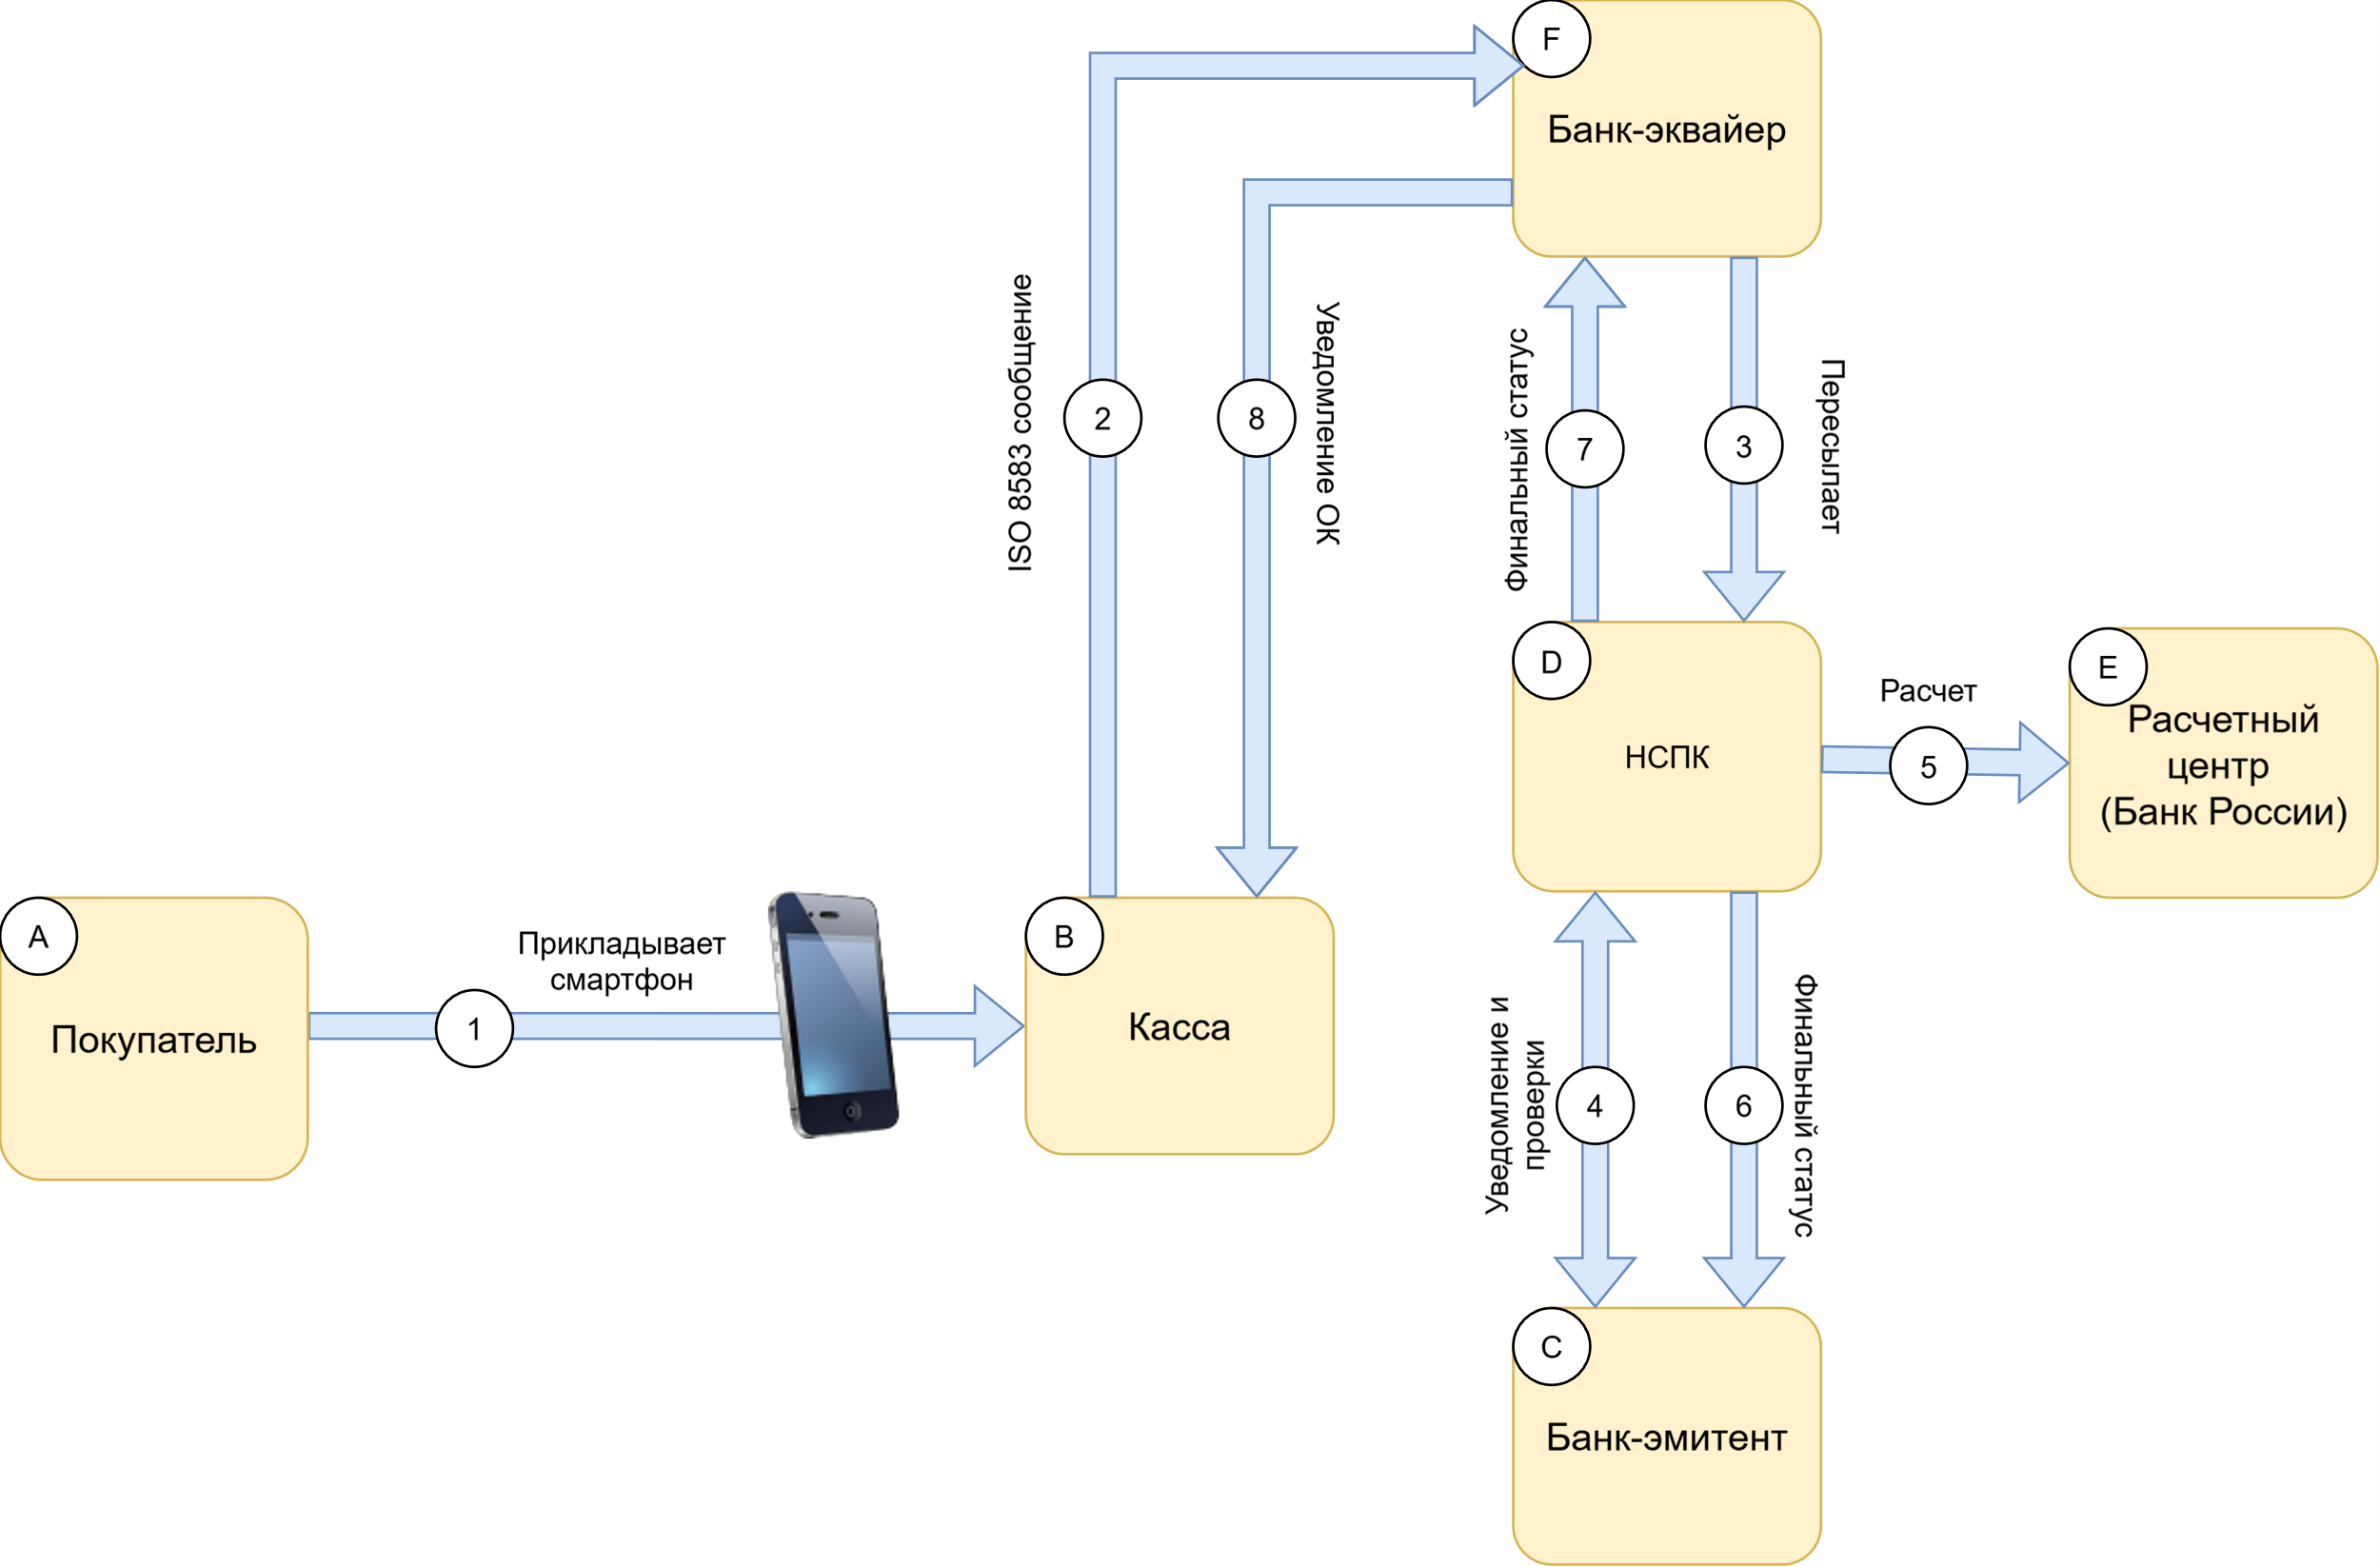 F
Банк-эквайер
ISO 8583 сообщение
2
8
Уведомление ОК
Финальный статус
7
3
Пересылает
D
НСПК
Расчет
5
E
Расчетный
центр
(Банк России)
A
Покупатель
Прикладывает
смартфон
1
B
Касса
Уведомление и
проверки
4
6
Финальный статус
C
Банк-эмитент